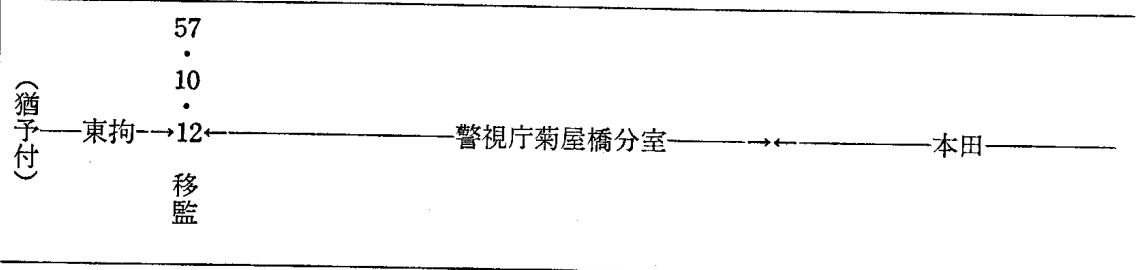 (猶予付)
東拘
57・10・12 移監
警視庁菊屋橋分室
本田